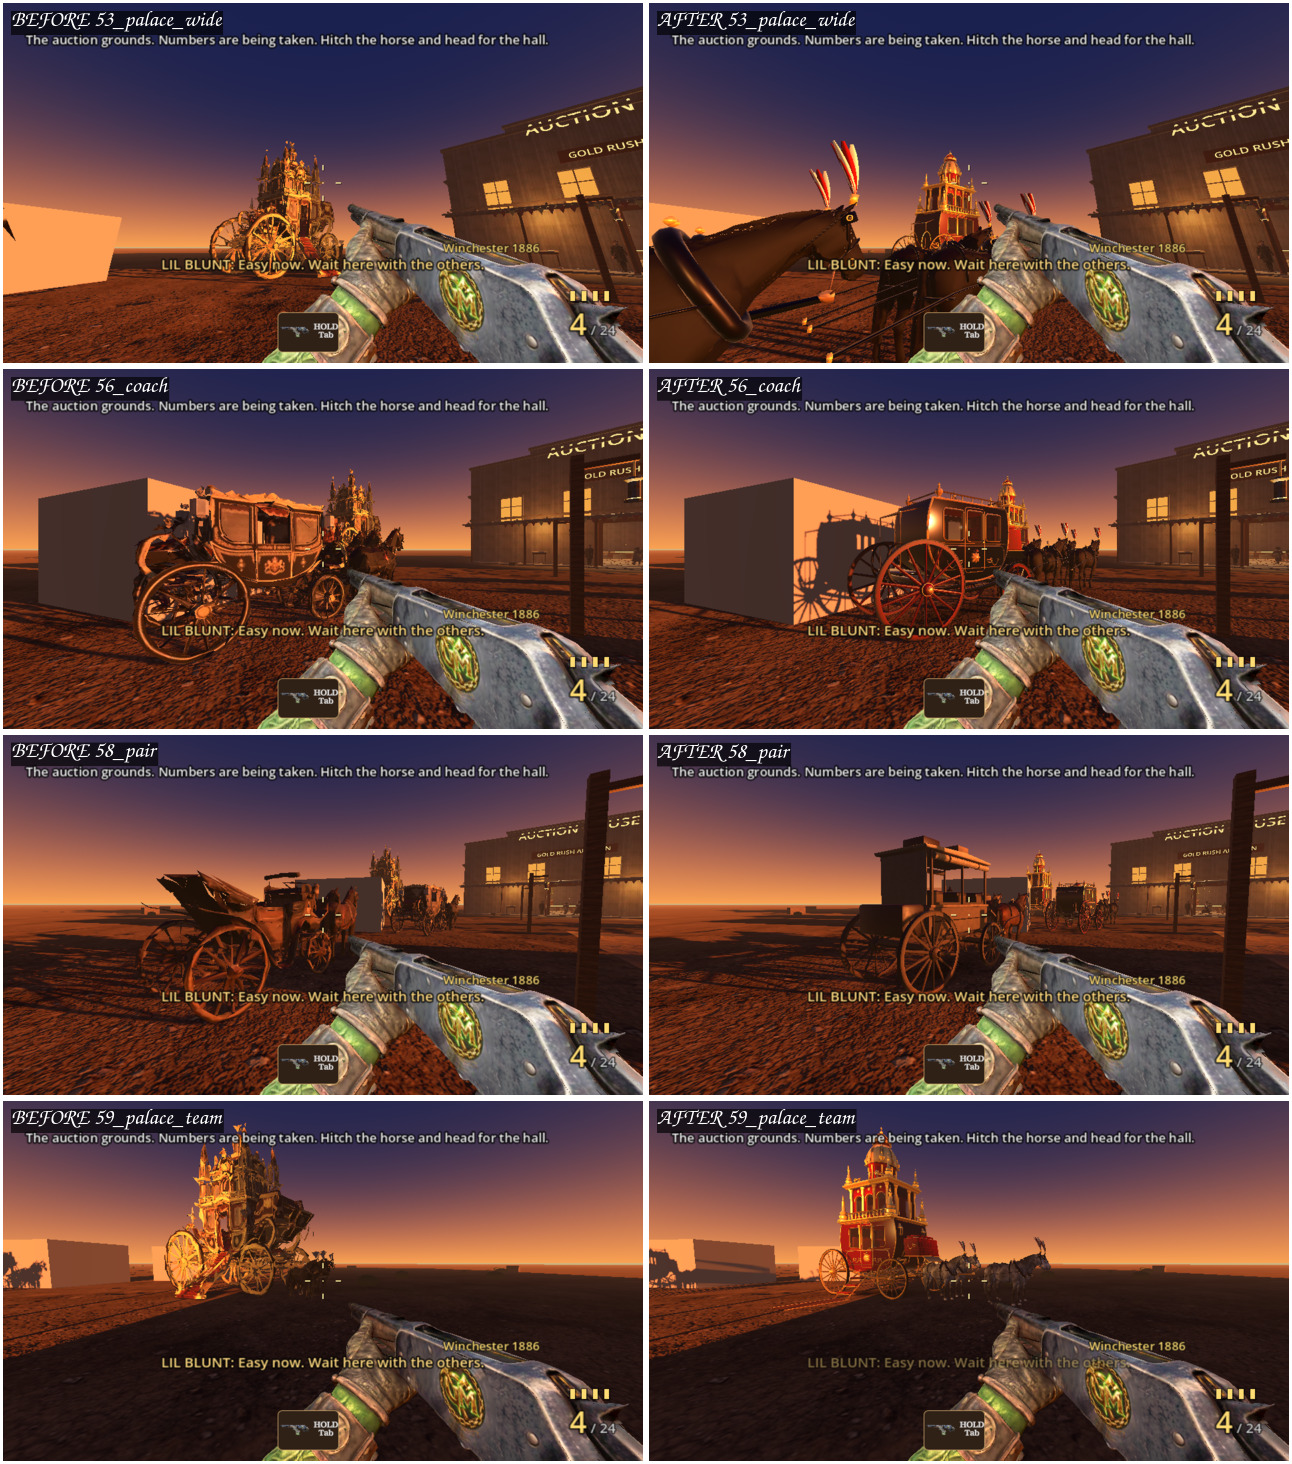 BEFORE 53_palace_wide
The auction grounds. Numbers are being taken. Hitch the horse and head for the hall.
AUCTION
GOLD RUSH
Winchester 1886
LIL BLUNT: Easy now. Wait here with the others.
HOLD
Tab
4 / 24
AFTER 53_palace_wide
The auction grounds. Numbers are being taken. Hitch the horse and head for the hall.
AUCTION
GOLD RUSH
Winchester 1886
LIL BLUNT: Easy now. Wait here with the others.
HOLD
Tab
4 / 24
BEFORE 56_coach
The auction grounds. Numbers are being taken. Hitch the horse and head for the hall.
AUCTION
OLD RUSH
Winchester 1886
LIL BLUNT: Easy now. Wait here with the others.
HOLD
Tab
4 / 24
AFTER 56_coach
The auction grounds. Numbers are being taken. Hitch the horse and head for the hall.
AUCTION
OLD RUSH
Winchester 1886
LIL BLUNT: Easy now. Wait here with the others.
HOLD
Tab
4 / 24
BEFORE 58_pair
The auction grounds. Numbers are being taken. Hitch the horse and head for the hall.
AUCTION USE
GOLD RUSH
Winchester 1886
LIL BLUNT: Easy now. Wait here with the others.
HOLD
Tab
4 / 24
AFTER 58_pair
The auction grounds. Numbers are being taken. Hitch the horse and head for the hall.
AUCTION USE
GOLD RUSH
Winchester 1886
LIL BLUNT: Easy now. Wait here with the others.
HOLD
Tab
4 / 24
BEFORE 59_palace_team
The auction grounds. Numbers are being taken. Hitch the horse and head for the hall.
Winchester 1886
LIL BLUNT: Easy now. Wait here with the others.
HOLD
Tab
4 / 24
AFTER 59_palace_team
The auction grounds. Numbers are being taken. Hitch the horse and head for the hall.
Winchester 1886
LIL BLUNT: Easy now. Wait here with the others.
HOLD
Tab
4 / 24